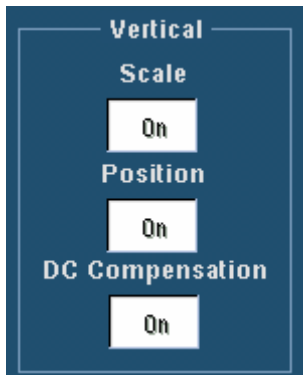 Vertical
Scale
On
Position
On
DC Compensation
On